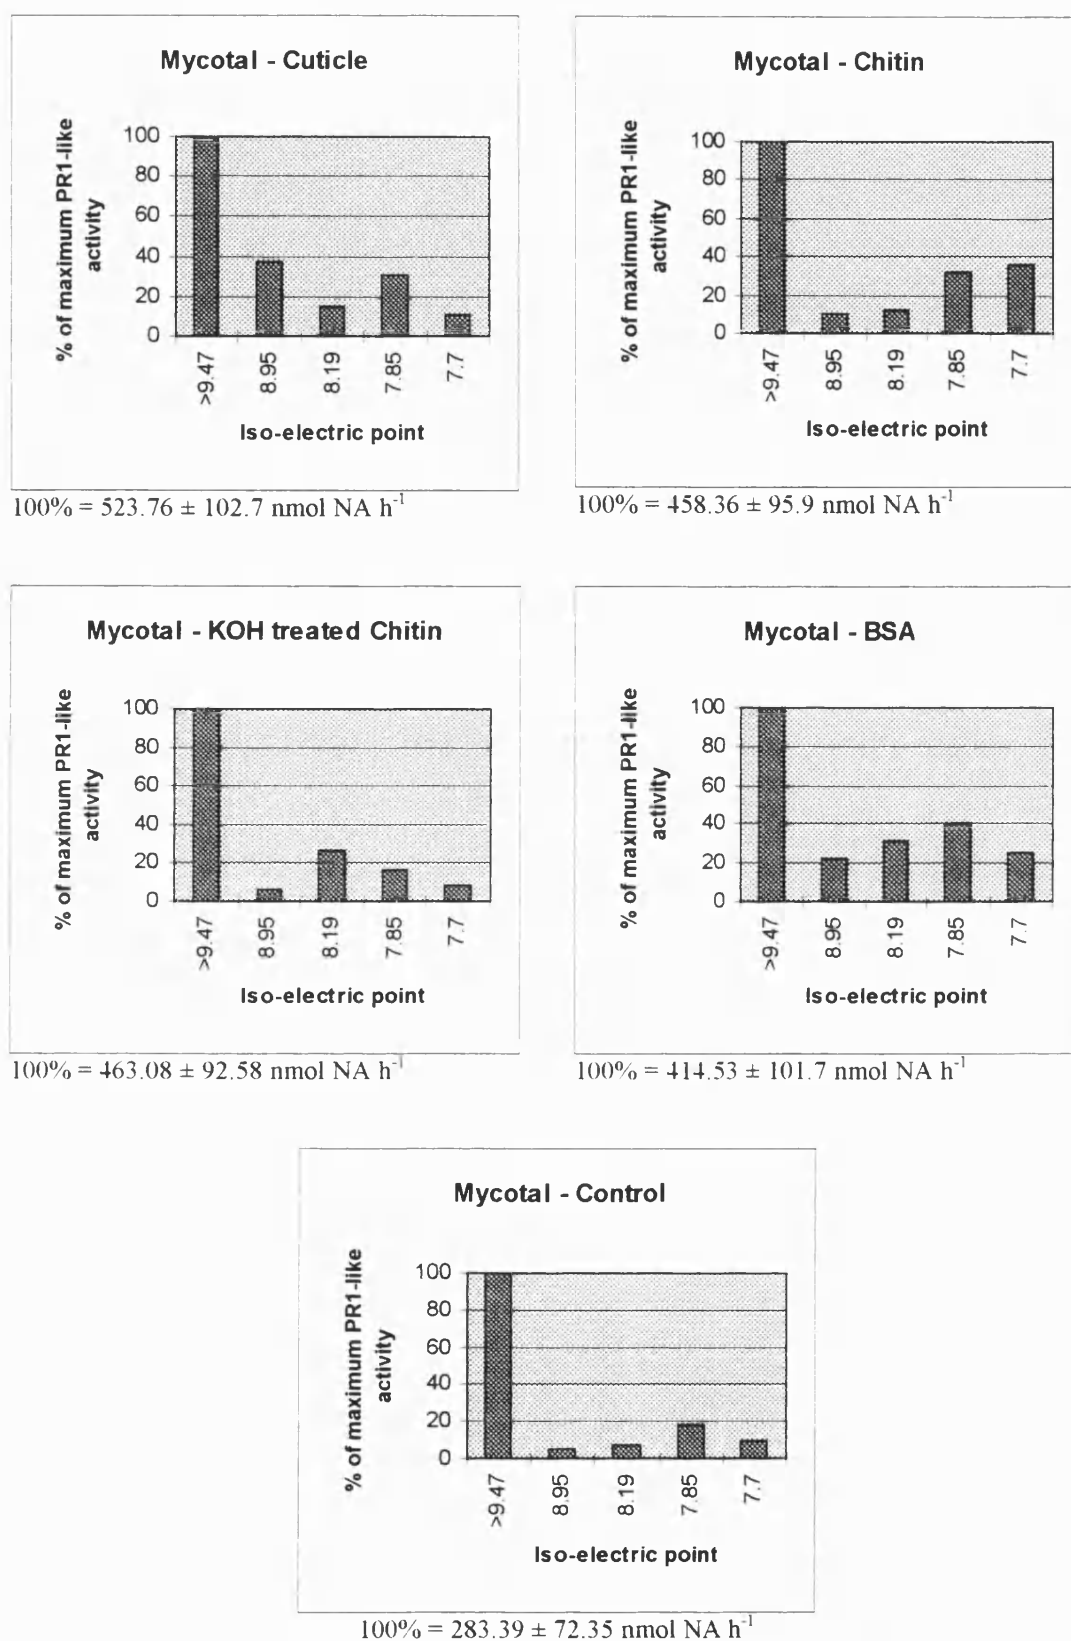 Mycotal - Cuticle
% of maximum PR1-like
activity
100
80
60
40
20
0
>9.47
8.95
8.19
7.85
7.7
Iso-electric point
100% = 523.76 ± 102.7 nmol NA h⁻¹
Mycotal - Chitin
% of maximum PR1-like
activity
100
80
60
40
20
0
>9.47
8.95
8.19
7.85
7.7
Iso-electric point
100% = 458.36 ± 95.9 nmol NA h⁻¹
Mycotal - KOH treated Chitin
% of maximum PR1-like
activity
100
80
60
40
20
0
>9.47
8.95
8.19
7.85
7.7
Iso-electric point
100% = 463.08 ± 92.58 nmol NA h⁻¹
Mycotal - BSA
% of maximum PR1-like
activity
100
80
60
40
20
0
>9.47
8.95
8.19
7.85
7.7
Iso-electric point
100% = 414.53 ± 101.7 nmol NA h⁻¹
Mycotal - Control
% of maximum PR1-like
activity
100
80
60
40
20
0
>9.47
8.95
8.19
7.85
7.7
Iso-electric point
100% = 283.39 ± 72.35 nmol NA h⁻¹